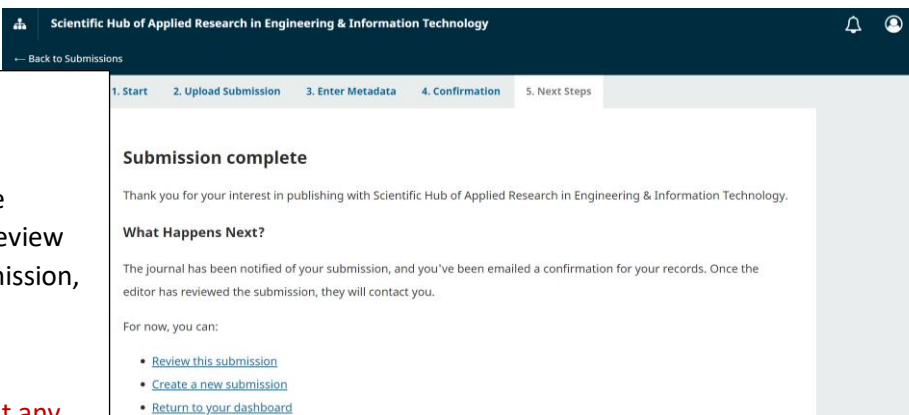 Scientific Hub of Applied Research in Engineering & Information Technology
← Back to Submissions
1. Start 2. Upload Submission 3. Enter Metadata 4. Confirmation 5. Next Steps
Submission complete
Thank you for your interest in publishing with Scientific Hub of Applied Research in Engineering & Information Technology.
What Happens Next?
The journal has been notified of your submission, and you've been emailed a confirmation for your records. Once the
editor has reviewed the submission, they will contact you.
For now, you can:
• Review this submission
• Create a new submission
• Return to your dashboard
any